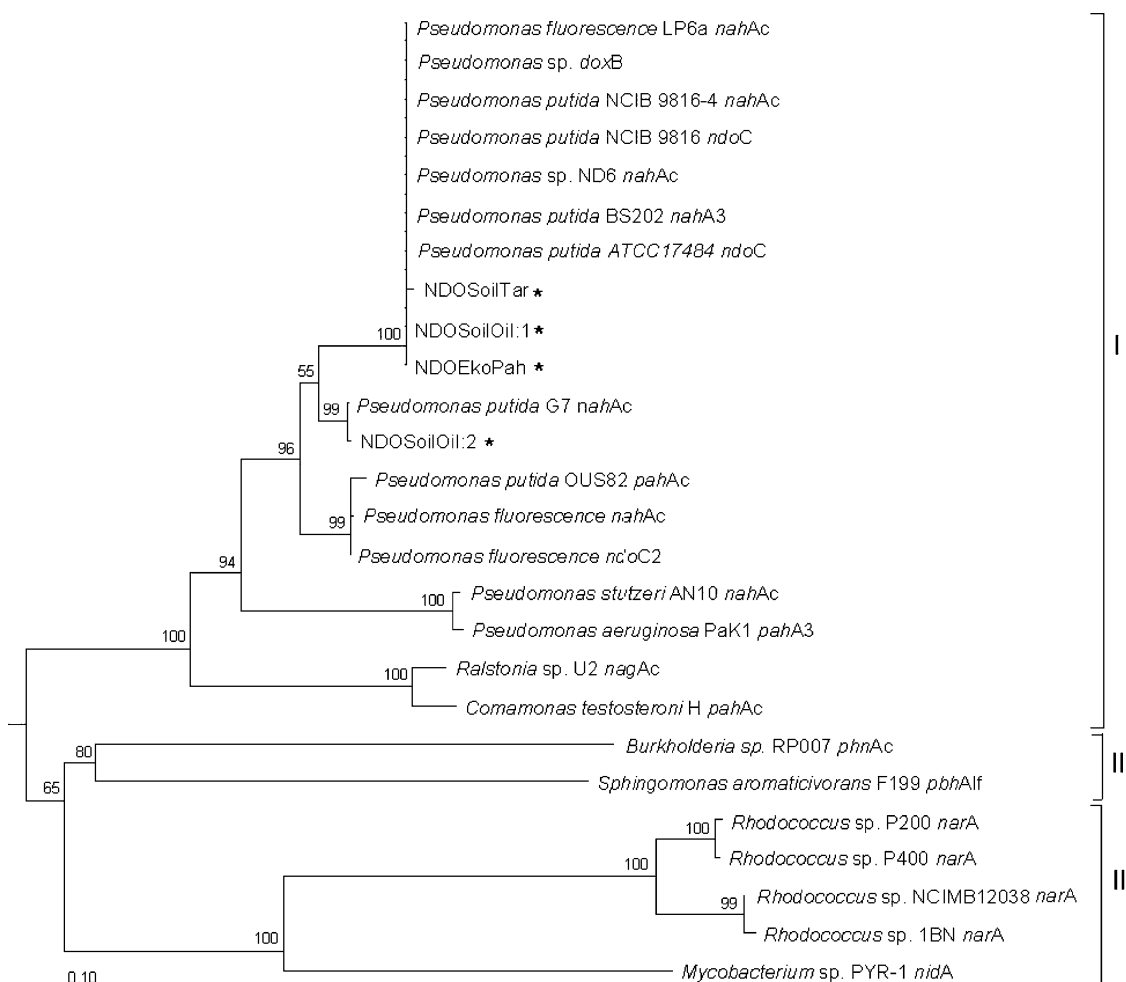 Pseudomonas fluorescence LP6a nahAc
Pseudomonas sp. doxB
Pseudomonas putida NCIB 9816-4 nahAc
Pseudomonas putida NCIB 9816 ndoC
Pseudomonas sp. ND6 nahAc
Pseudomonas putida BS202 nahA3
Pseudomonas putida ATCC17484 ndoC
NDOSoilTar *
100 NDOSoilOil:1 *
I
NDOEkoPah *
55
99 Pseudomonas putida G7 nahAc
NDOSoilOil:2 *
96
Pseudomonas putida OUS82 pahAc
99 Pseudomonas fluorescence nahAc
Pseudomonas fluorescence ndoC2
94
100 Pseudomonas stutzeri AN10 nahAc
Pseudomonas aeruginosa PaK1 pahA3
100
100 Ralstonia sp. U2 nagAc
Comamonas testosteroni H pahAc
80 Burkholderia sp. RP007 phnAc
II
65 Sphingomonas aromaticivorans F199 pbhAIf
100 Rhodococcus sp. P200 narA
100 Rhodococcus sp. P400 narA
II
99 Rhodococcus sp. NCIMB12038 narA
Rhodococcus sp. 1BN narA
100
Mycobacterium sp. PYR-1 nidA
0.10